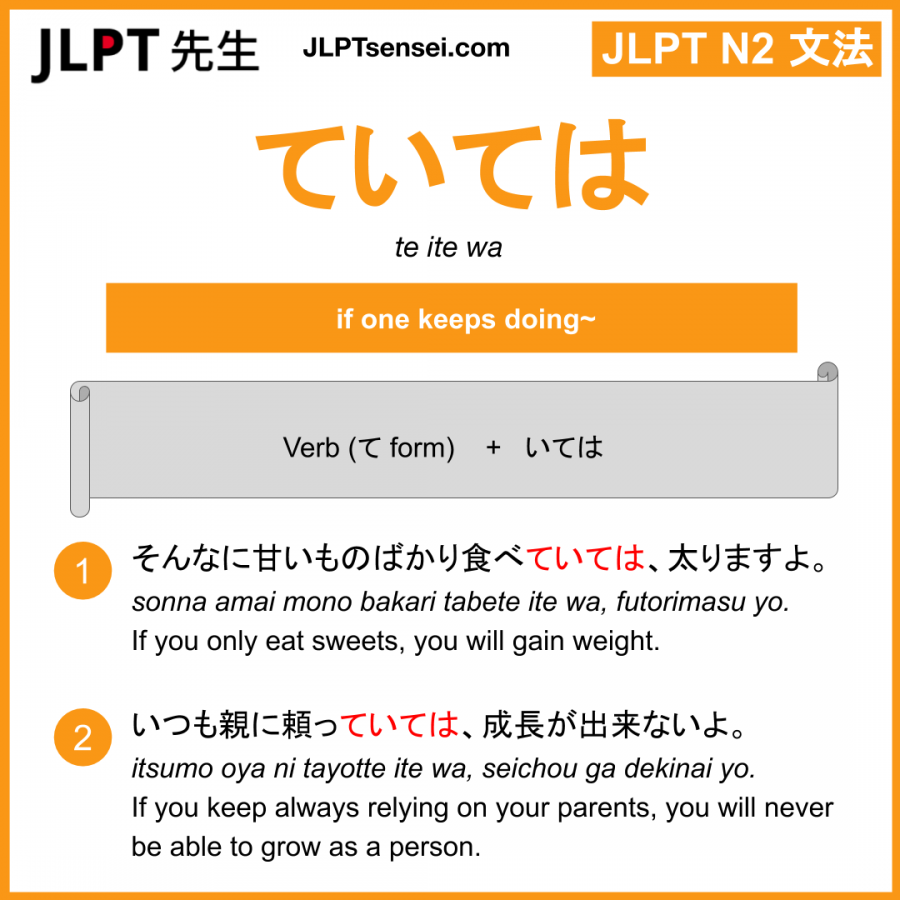 JLPT 先生
JLPTsensei.com
JLPT N2 文法
ていては
te ite wa
if one keeps doing~
Verb (て form) + いては
1
そんなに甘いものばかり食べていては、太りますよ。
sonna amai mono bakari tabete ite wa, futorimasu yo.
If you only eat sweets, you will gain weight.
2
いつも親に頼っていては、成長が出来ないよ。
itsumo oya ni tayotte ite wa, seichou ga dekinai yo.
If you keep always relying on your parents, you will never
be able to grow as a person.